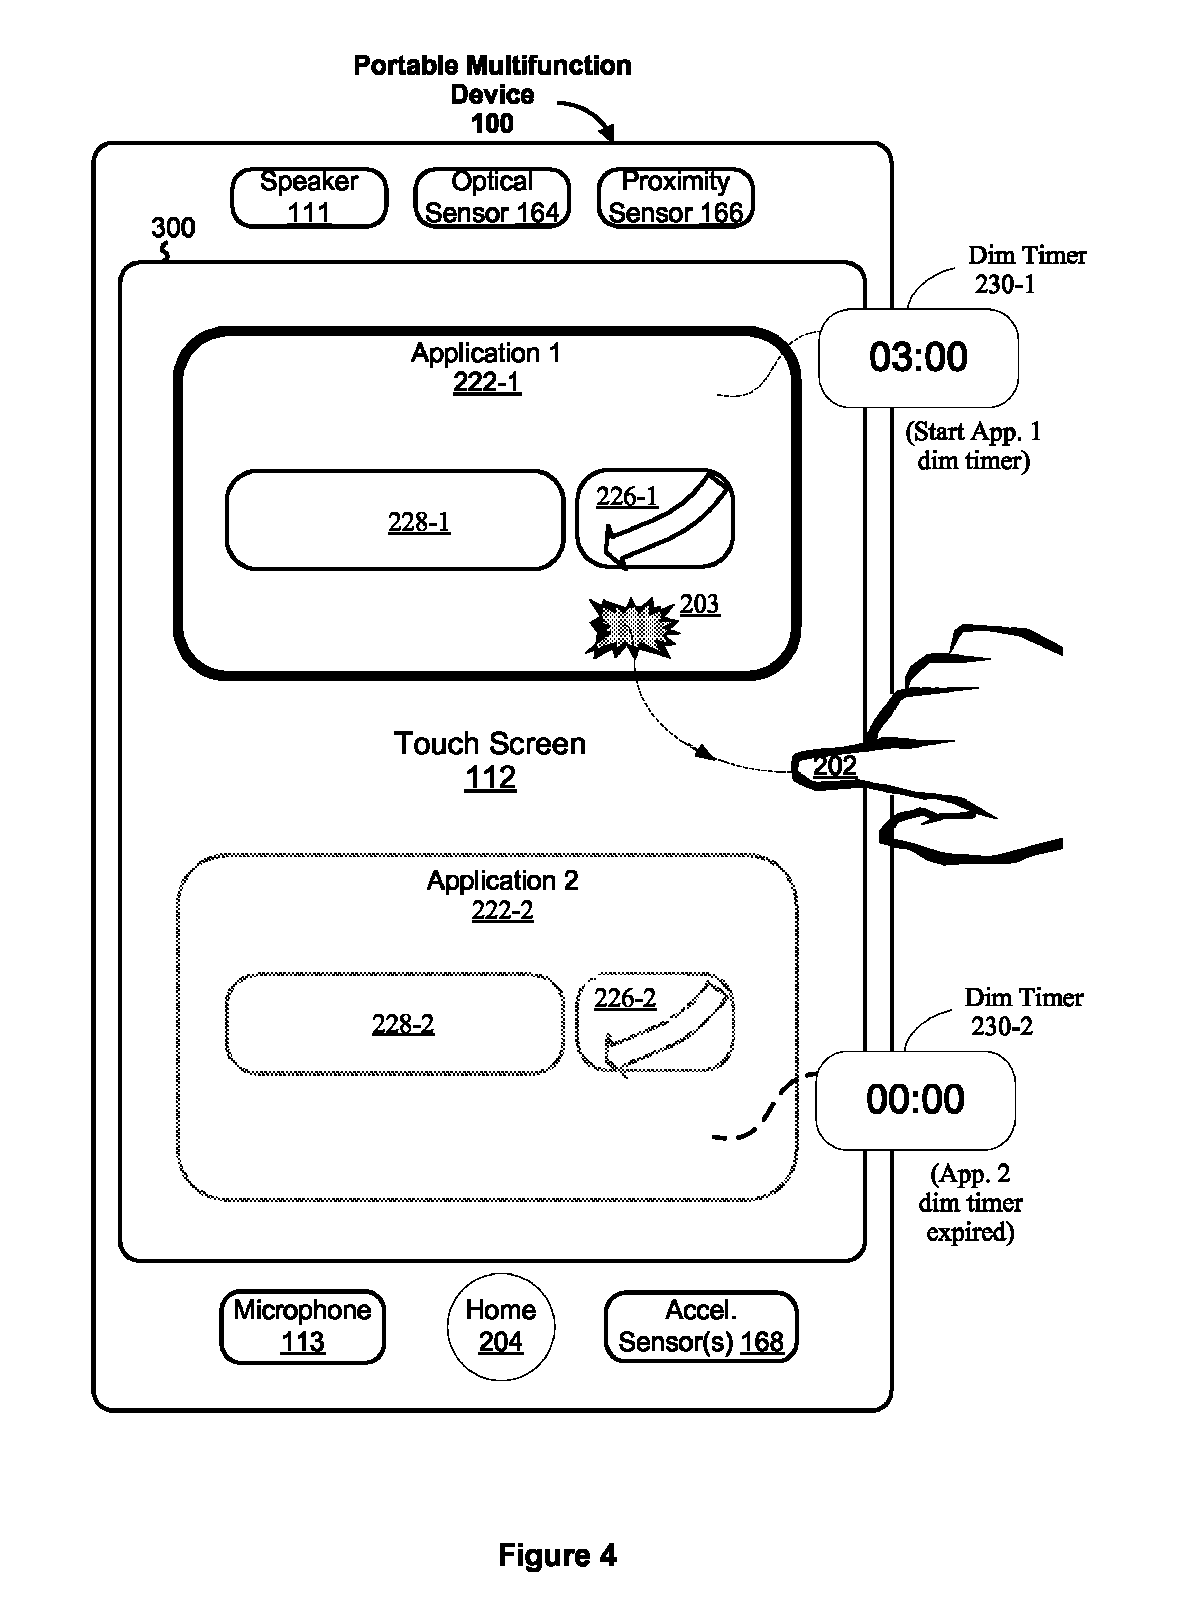 Portable Multifunction
Device
100
Speaker
111
Optical
Sensor 164
Proximity
Sensor 166
300
Dim Timer
230-1
03:00
(Start App. 1
dim timer)
Application 1
222-1
228-1
226-1
203
Touch Screen
112
202
Application 2
222-2
228-2
226-2
Dim Timer
230-2
00:00
(App. 2
dim timer
expired)
Microphone
113
Home
204
Accel.
Sensor(s) 168
Figure 4